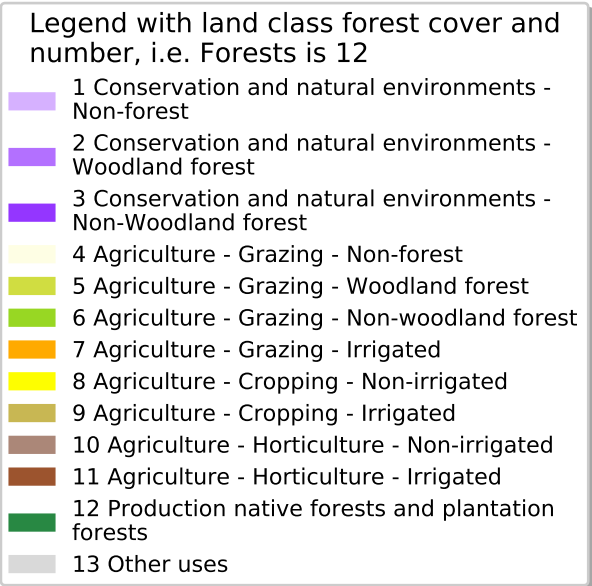 Legend with land class forest cover and
number, i.e. Forests is 12
1 Conservation and natural environments -
Non-forest
2 Conservation and natural environments -
Woodland forest
3 Conservation and natural environments -
Non-Woodland forest
4 Agriculture - Grazing - Non-forest
5 Agriculture - Grazing - Woodland forest
6 Agriculture - Grazing - Non-woodland forest
7 Agriculture - Grazing - Irrigated
8 Agriculture - Cropping - Non-irrigated
9 Agriculture - Cropping - Irrigated
10 Agriculture - Horticulture - Non-irrigated
11 Agriculture - Horticulture - Irrigated
12 Production native forests and plantation
forests
13 Other uses